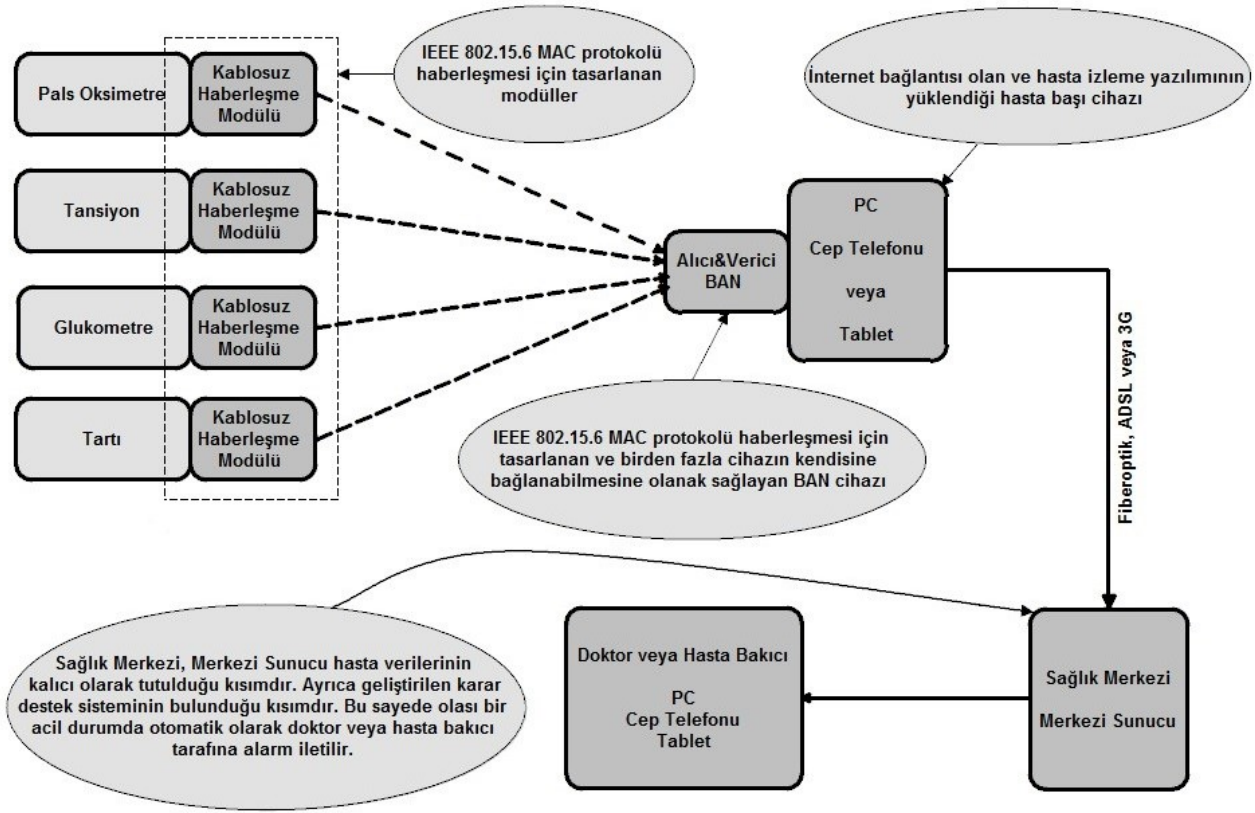 IEEE 802.15.6 MAC protokolü
haberleşmesi için tasarlanan
modüller
İnternet bağlantısı olan ve hasta izleme yazılımının
yüklendiği hasta başı cihazı
Pals Oksimetre
Kablosuz
Haberleşme
Modülü
Tansiyon
Kablosuz
Haberleşme
Modülü
Glukometre
Kablosuz
Haberleşme
Modülü
Tartı
Kablosuz
Haberleşme
Modülü
Alıcı&Verici
BAN
PC
Cep Telefonu
veya
Tablet
Fiberoptik, ADSL veya 3G
IEEE 802.15.6 MAC protokolü haberleşmesi için
tasarlanan ve birden fazla cihazın kendisine
bağlanabilmesine olanak sağlayan BAN cihazı
Sağlık Merkezi, Merkezi Sunucu hasta verilerinin
kalıcı olarak tutulduğu kısımdır. Ayrıca geliştirilen karar
destek sisteminin bulunduğu kısımdır. Bu sayede olası bir
acil durumda otomatik olarak doktor veya hasta bakıcı
tarafına alarm iletilir.
Doktor veya Hasta Bakıcı
PC
Cep Telefonu
Tablet
Sağlık Merkezi
Merkezi Sunucu